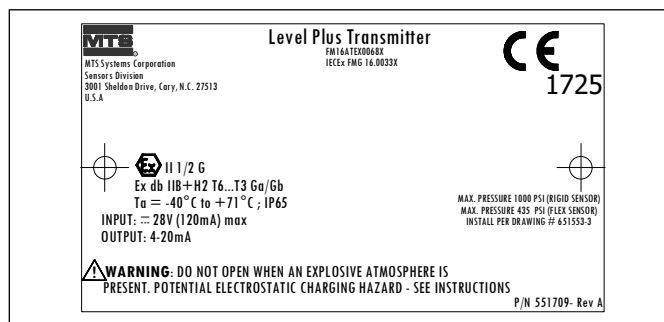 MTS
Level Plus Transmitter
FM16ATEX0068X
IECEx FMG 16.0033X
CE
1725
MTS Systems Corporation
Sensors Division
3001 Sheldon Drive, Cary, N.C. 27513
U.S.A
Ex II 1/2 G
Ex db IIB+H2 T6...T3 Ga/Gb
Ta = -40°C to +71°C ; IP65
INPUT: ⎓ 28V (120mA) max
OUTPUT: 4-20mA
MAX. PRESSURE 1000 PSI (RIGID SENSOR)
MAX. PRESSURE 435 PSI (FLEX SENSOR)
INSTALL PER DRAWING # 651553-3
WARNING: DO NOT OPEN WHEN AN EXPLOSIVE ATMOSPHERE IS
PRESENT. POTENTIAL ELECTROSTATIC CHARGING HAZARD - SEE INSTRUCTIONS
P/N 551709- Rev A